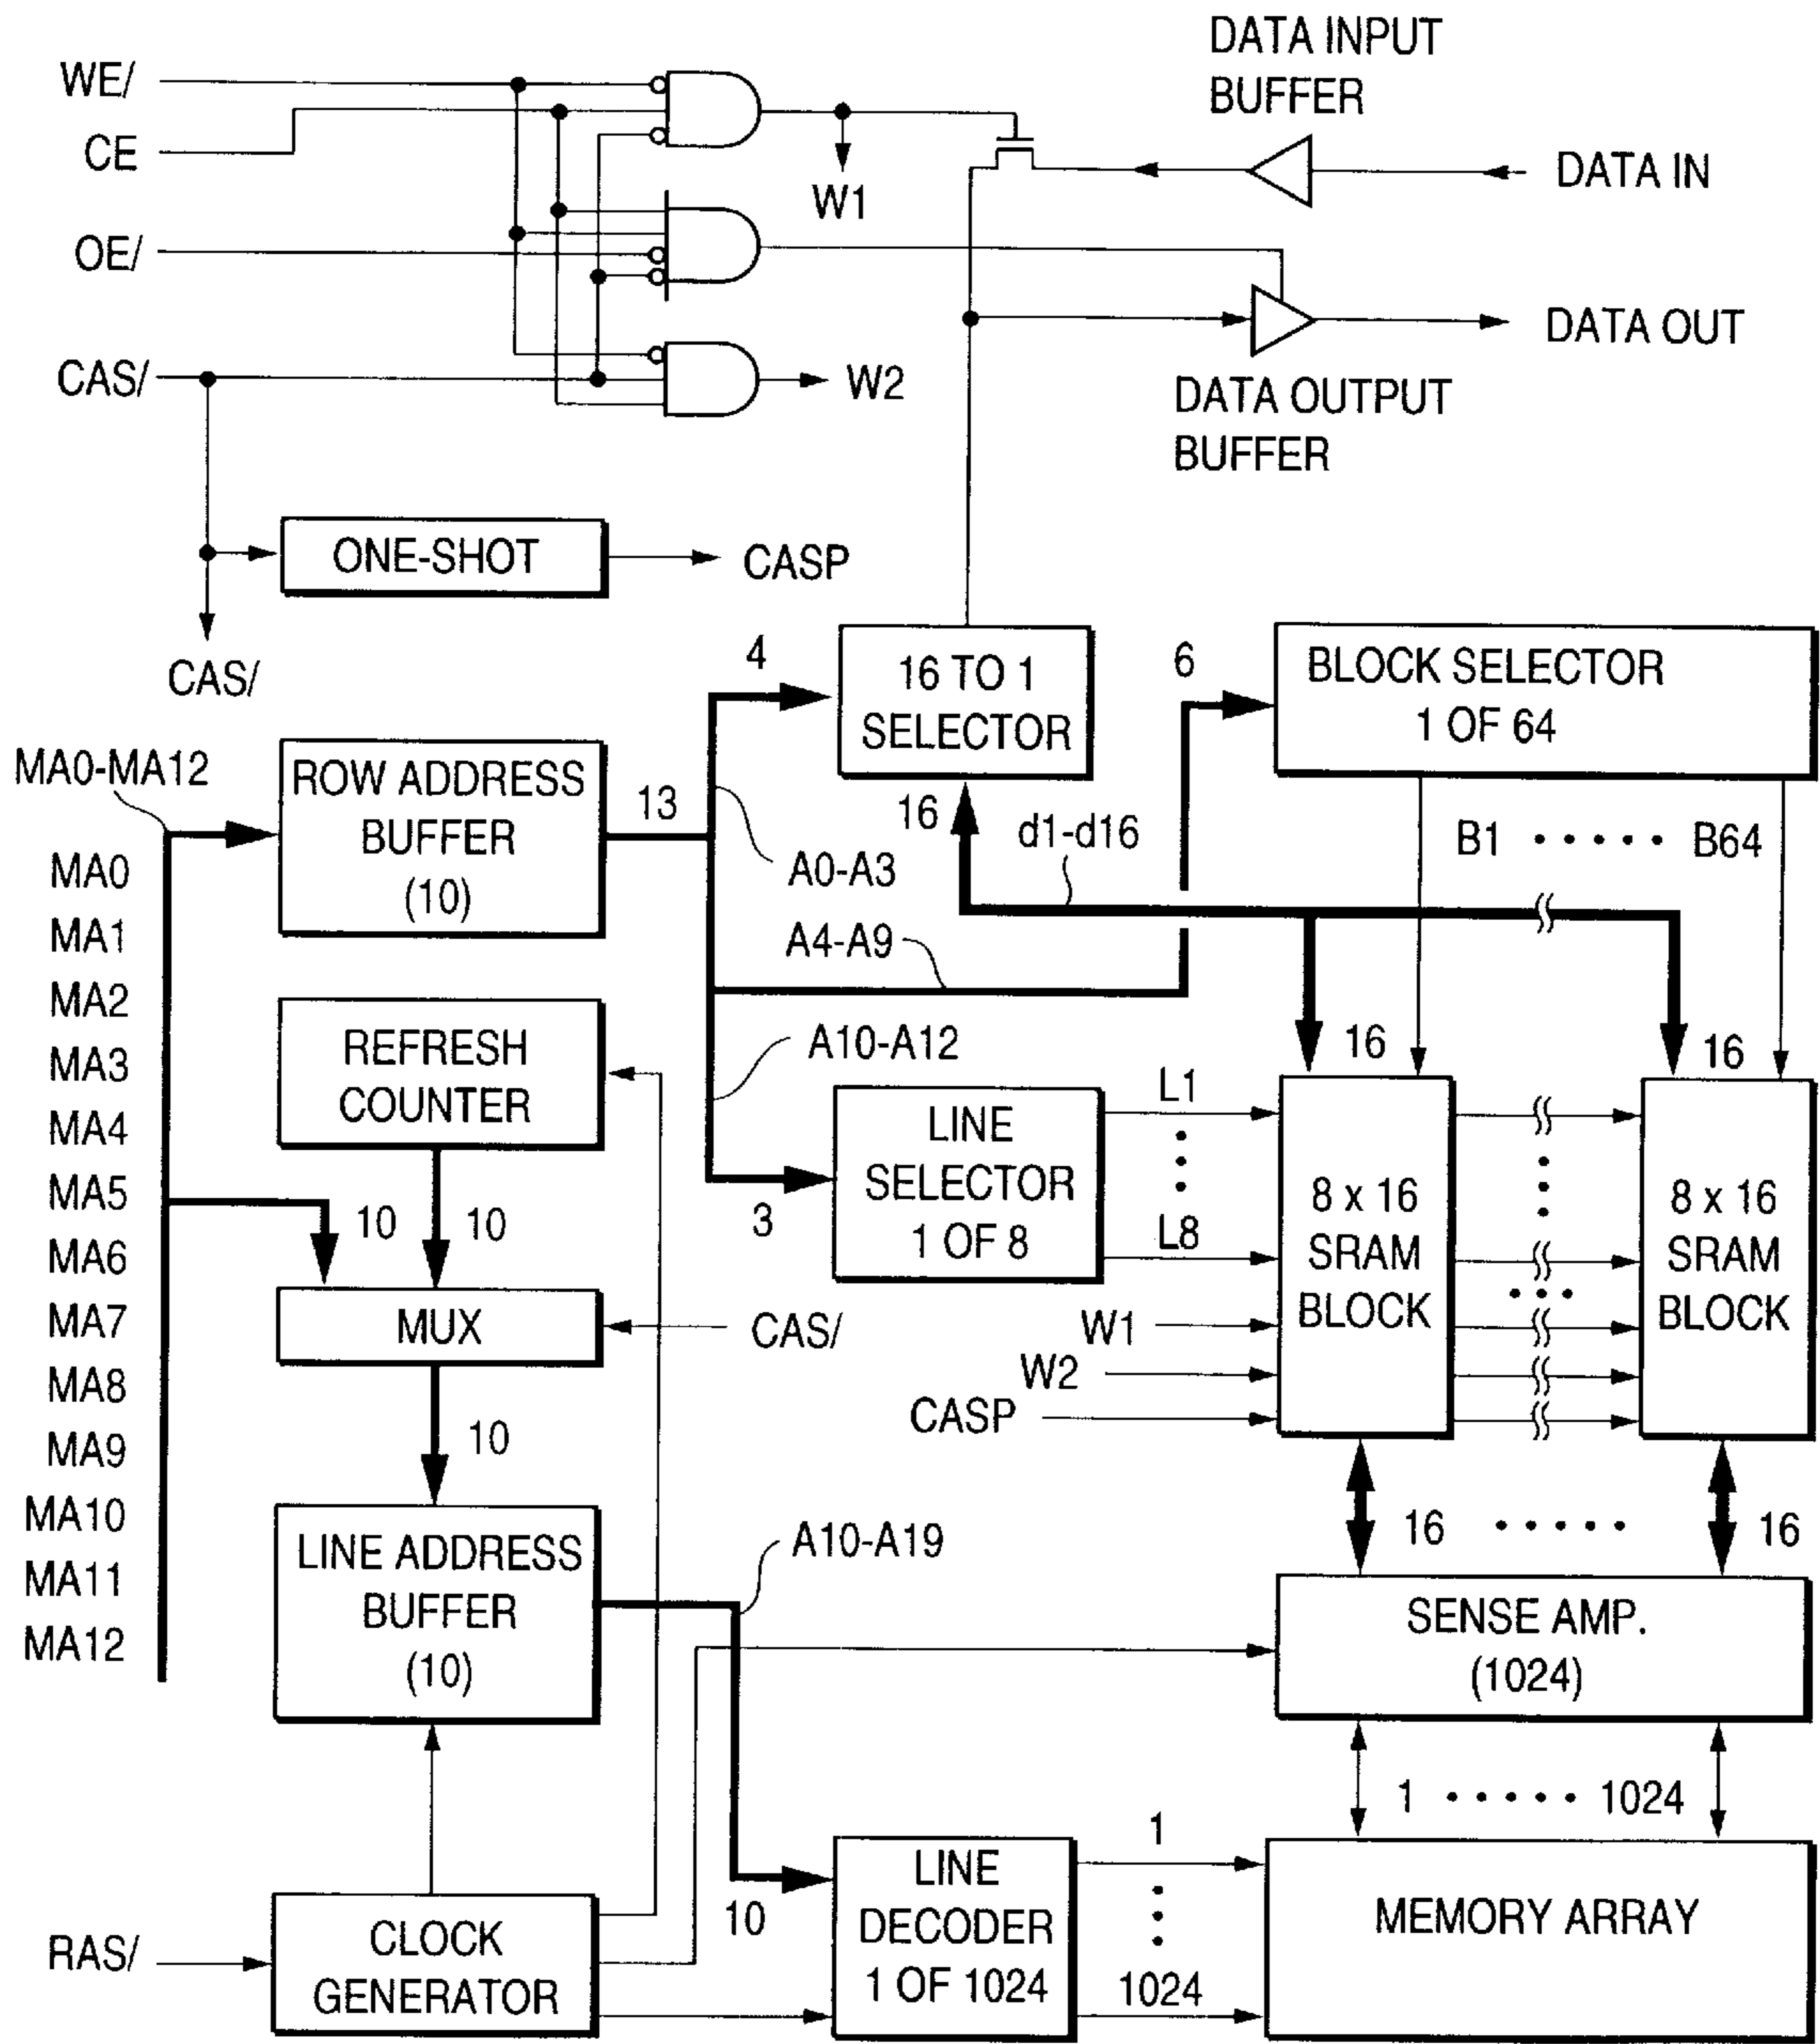 DATA INPUT
BUFFER
WE/
CE
W1
DATA IN
OE/
DATA OUT
CAS/
W2
DATA OUTPUT
BUFFER
ONE-SHOT
CASP
CAS/
4
16 TO 1
SELECTOR
6
BLOCK SELECTOR
1 OF 64
MA0-MA12
ROW ADDRESS
BUFFER
(10)
13
16
d1-d16
B1 • • • • • B64
A0-A3
A4-A9
MA0
MA1
MA2
MA3
MA4
MA5
MA6
MA7
MA8
MA9
MA10
MA11
MA12
REFRESH
COUNTER
A10-A12
16
16
LINE
SELECTOR
1 OF 8
L1
L8
3
10
10
8 x 16
SRAM
BLOCK
8 x 16
SRAM
BLOCK
MUX
CAS/
W1
W2
CASP
10
LINE ADDRESS
BUFFER
(10)
A10-A19
16 • • • • • 16
SENSE AMP.
(1024)
1 • • • • • 1024
RAS/
CLOCK
GENERATOR
10
LINE
DECODER
1 OF 1024
1
1024
MEMORY ARRAY